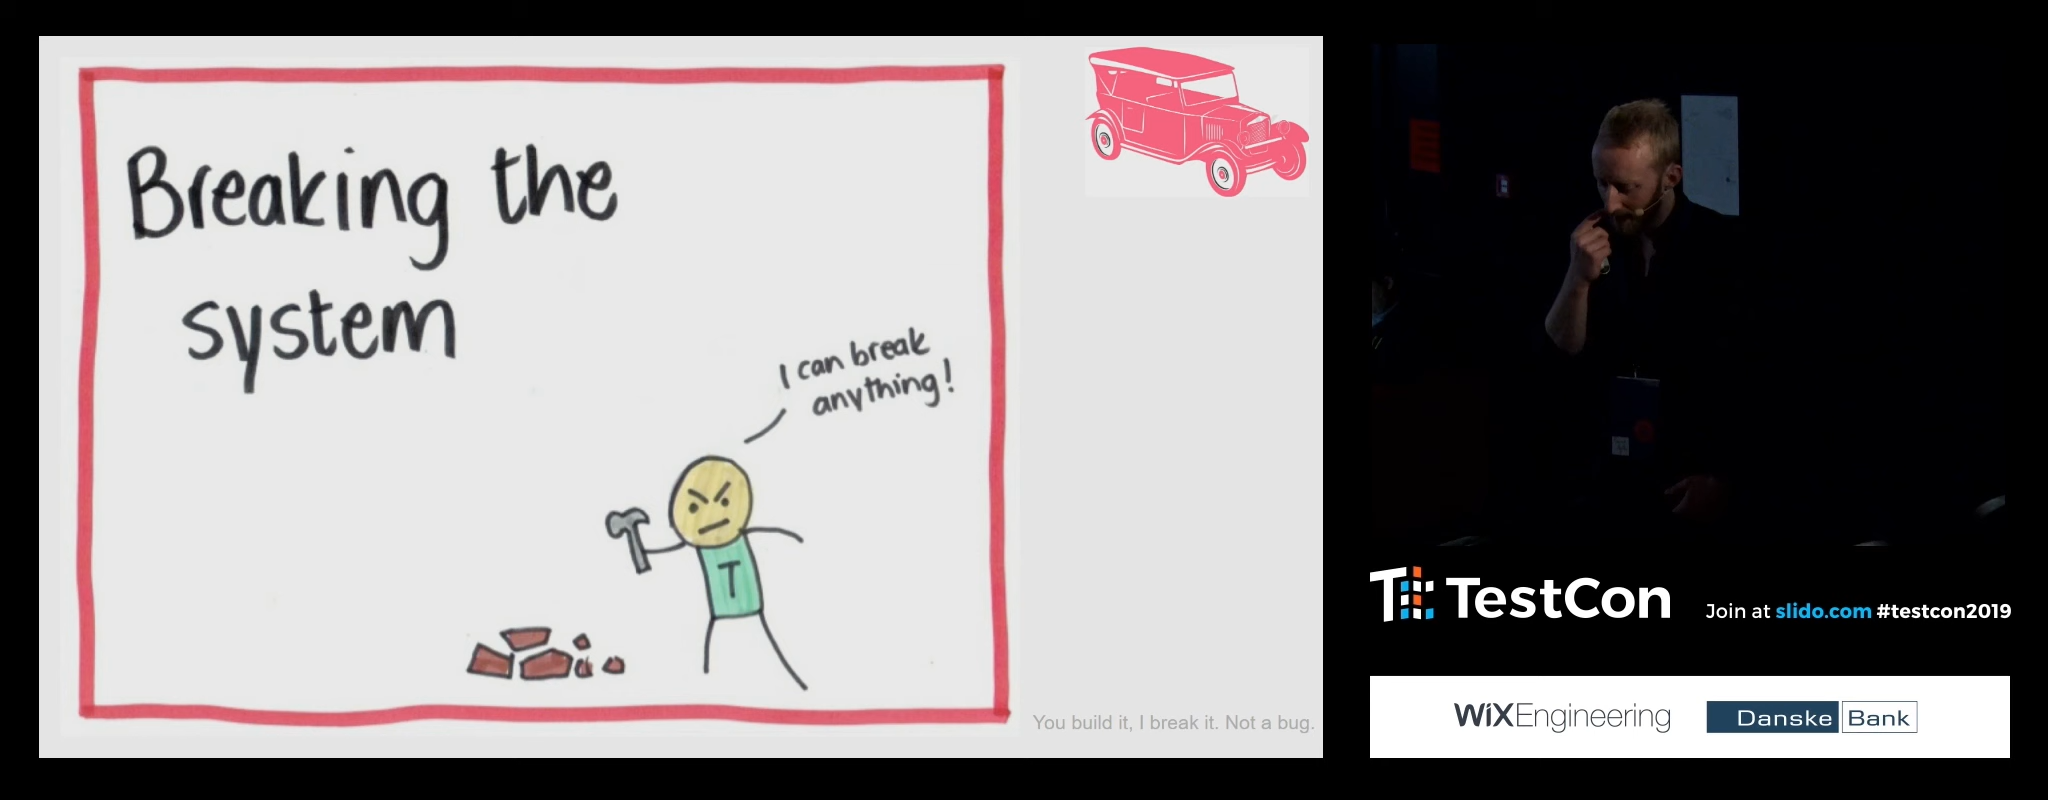 Breaking the
system
I can break
anything!
T
You build it, I break it. Not a bug.
TestCon
Join at slido.com #testcon2019
WiXEngineering
Danske Bank